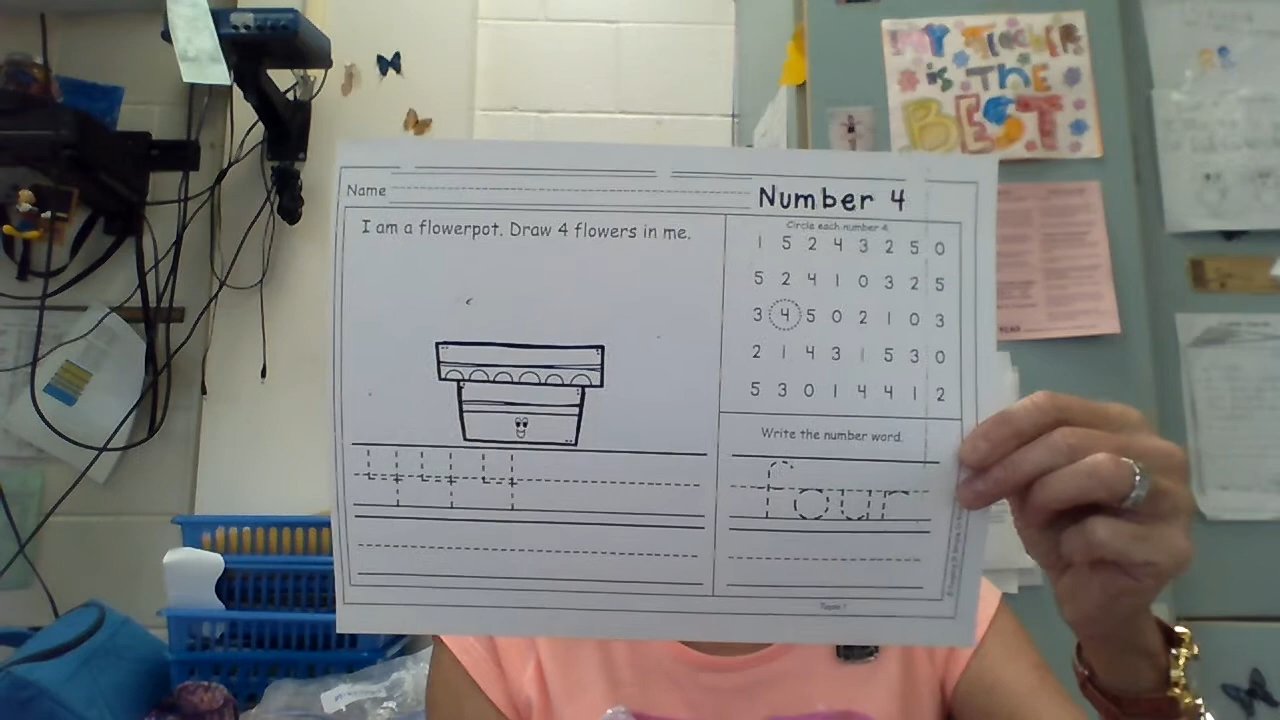 MY TEACHER
is THE
BEST
Name
Number 4
I am a flowerpot. Draw 4 flowers in me.
4 4 4
Circle each number 4.
1 5 2 4 3 2 5 0
5 2 4 1 0 3 2 5
3 4 5 0 2 1 0 3
2 1 4 3 1 5 3 0
5 3 0 1 4 4 1 2
Write the number word.
four